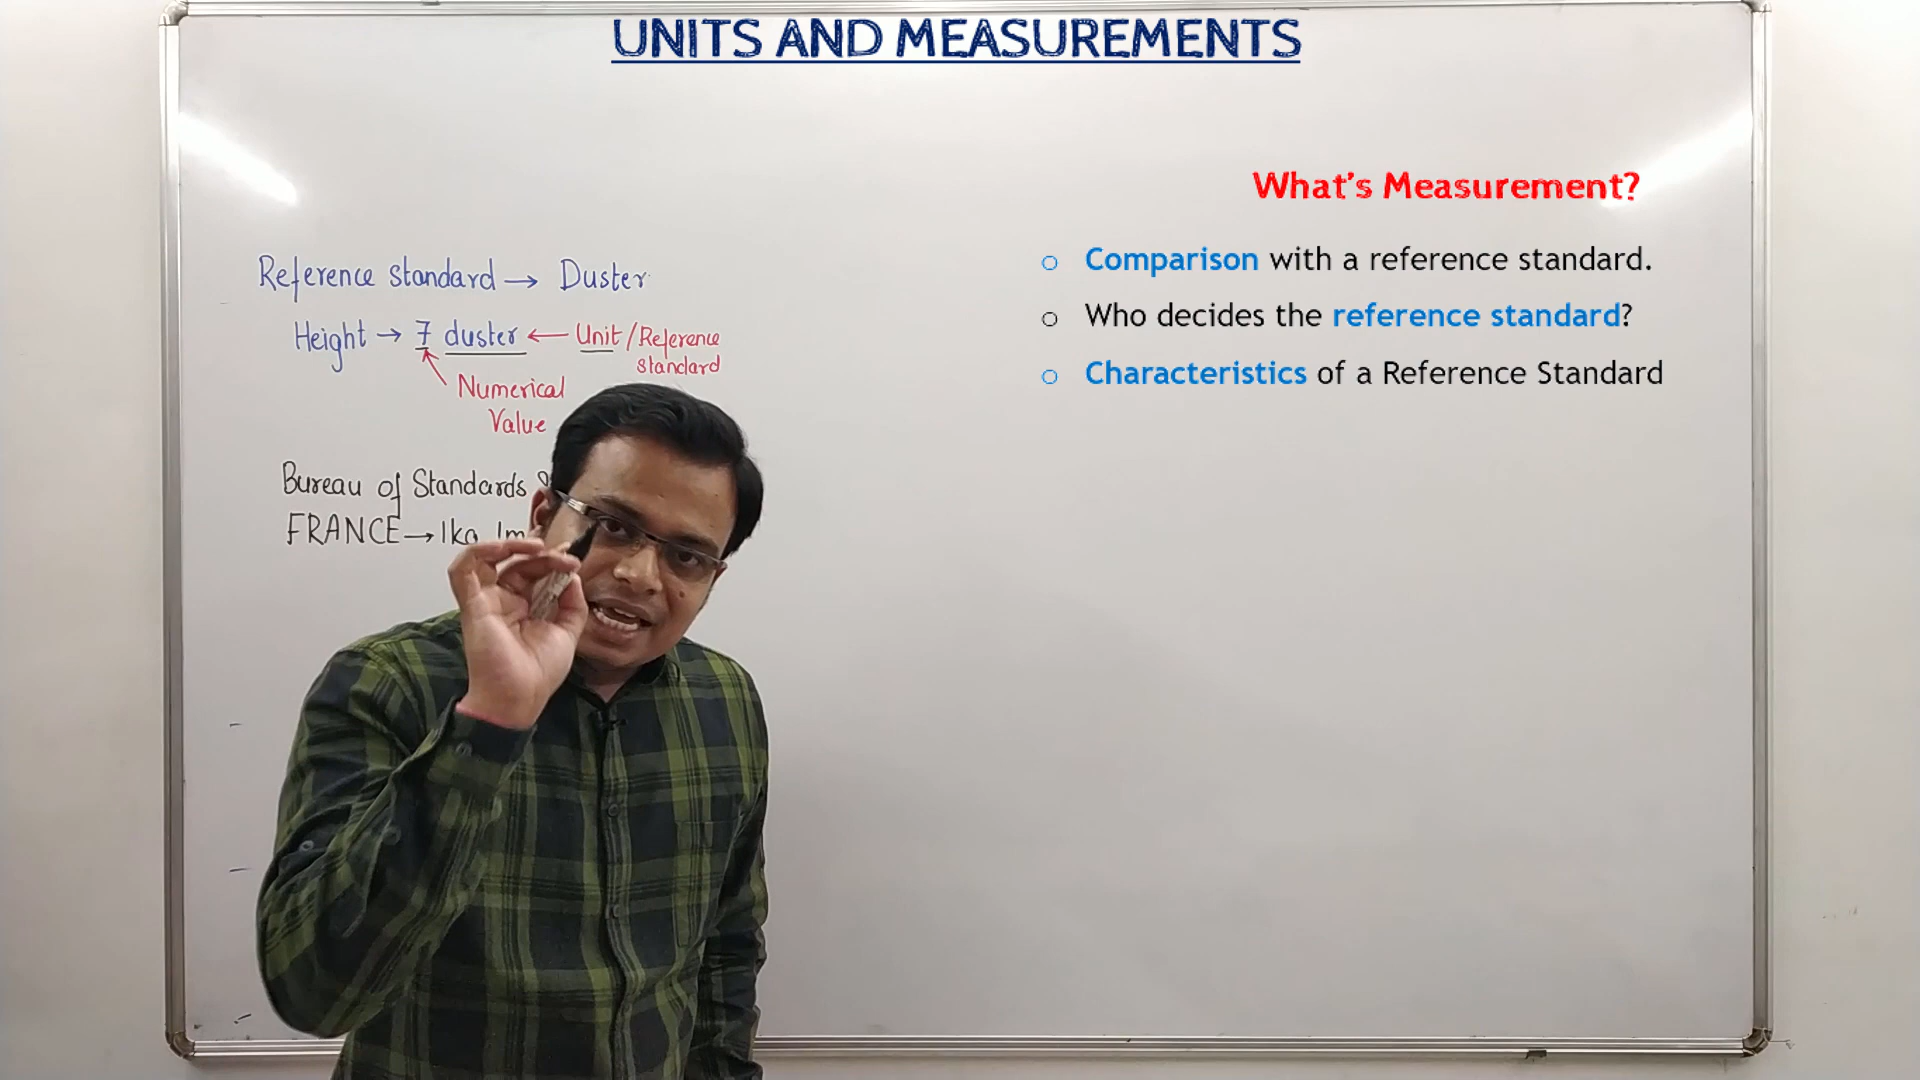 UNITS AND MEASUREMENTS
Reference standard → Duster
Height → 7 duster ← Unit/Reference standard
Numerical Value
Bureau of Standards
FRANCE → 1kg, 1m
What's Measurement?
Comparison with a reference standard.
Who decides the reference standard?
Characteristics of a Reference Standard